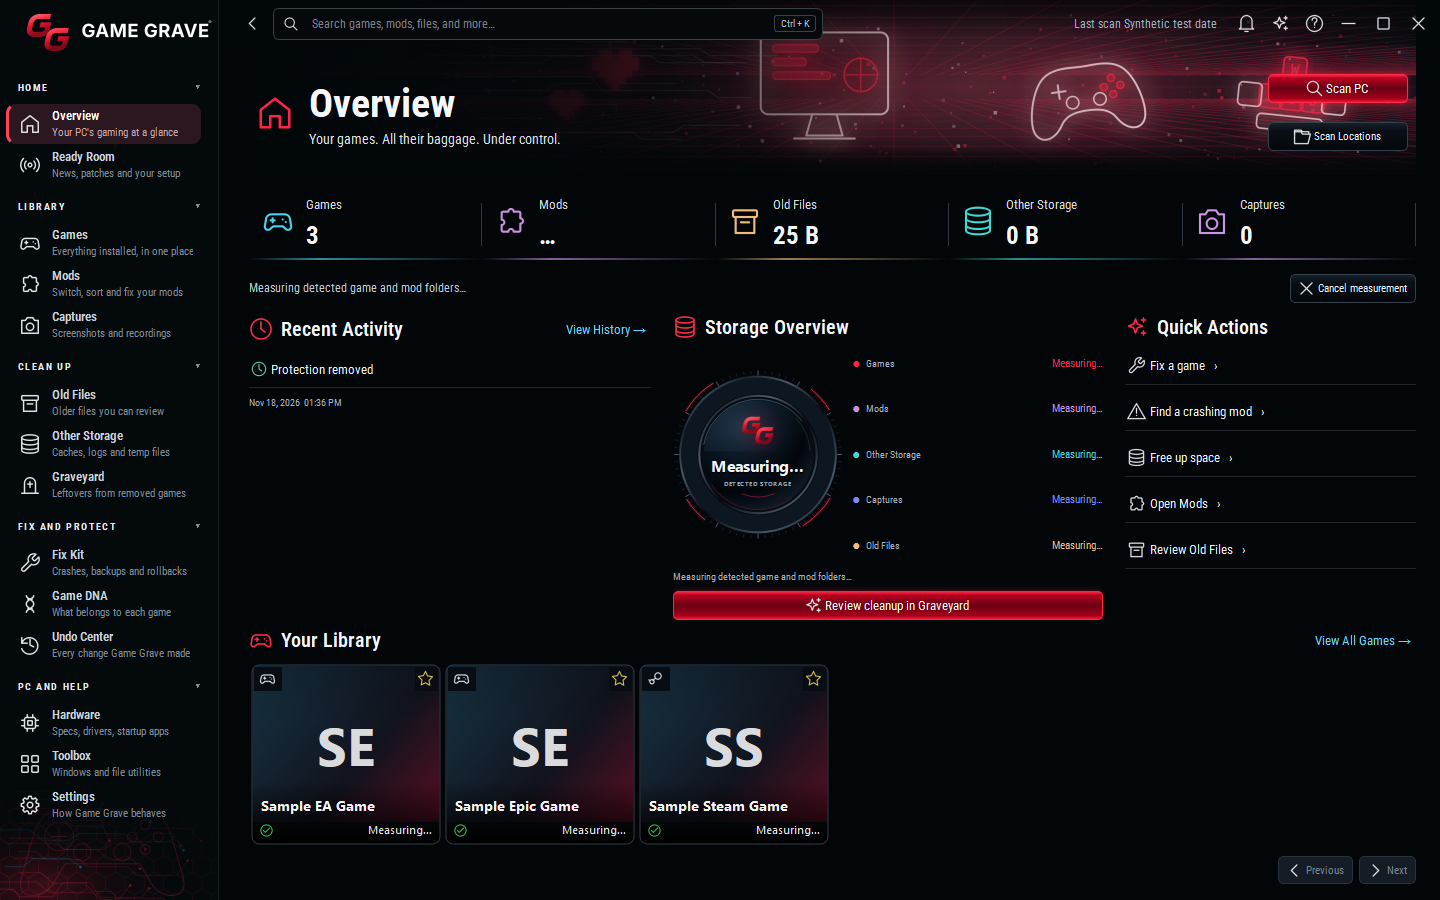 GAME GRAVE
HOME
Overview
Your PC's gaming at a glance
Ready Room
News, patches and your setup
LIBRARY
Games
Everything installed, in one place
Mods
Switch, sort and fix your mods
Captures
Screenshots and recordings
CLEAN UP
Old Files
Older files you can review
Other Storage
Caches, logs and temp files
Graveyard
Leftovers from removed games
FIX AND PROTECT
Fix Kit
Crashes, backups and rollbacks
Game DNA
What belongs to each game
Undo Center
Every change Game Grave made
PC AND HELP
Hardware
Specs, drivers, startup apps
Toolbox
Windows and file utilities
Settings
How Game Grave behaves
Search games, mods, files, and more...
Ctrl + K
Last scan Synthetic test date
Overview
Your games. All their baggage. Under control.
W
Scan PC
Scan Locations
Games
3
Mods
...
Old Files
25 B
Other Storage
0 B
Captures
0
Measuring detected game and mod folders...
Cancel measurement
Recent Activity
View History →
Protection removed
Nov 18, 2026 01:36 PM
Storage Overview
GG
Measuring...
DETECTED STORAGE
Games Measuring...
Mods Measuring...
Other Storage Measuring...
Captures Measuring...
Old Files Measuring...
Measuring detected game and mod folders...
Review cleanup in Graveyard
Quick Actions
Fix a game ›
Find a crashing mod ›
Free up space ›
Open Mods ›
Review Old Files ›
Your Library
View All Games →
SE
Sample EA Game
Measuring...
SE
Sample Epic Game
Measuring...
SS
Sample Steam Game
Measuring...
Previous
Next